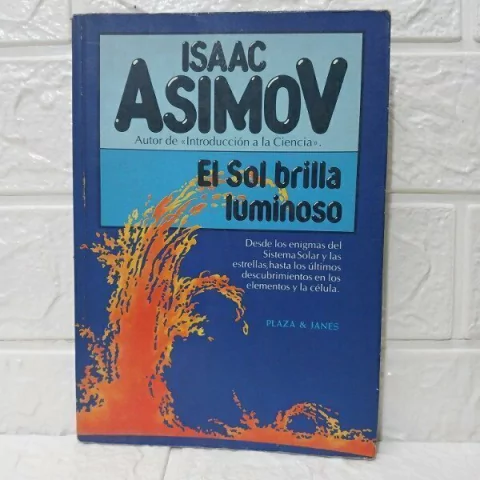 ISAAC
ASIMOV
Autor de «Introducción a la Ciencia».
El Sol brilla
luminoso
Desde los enigmas del
Sistema Solar y las
estrellas, hasta los últimos
descubrimientos en los
elementos y la célula.
PLAZA & JANES